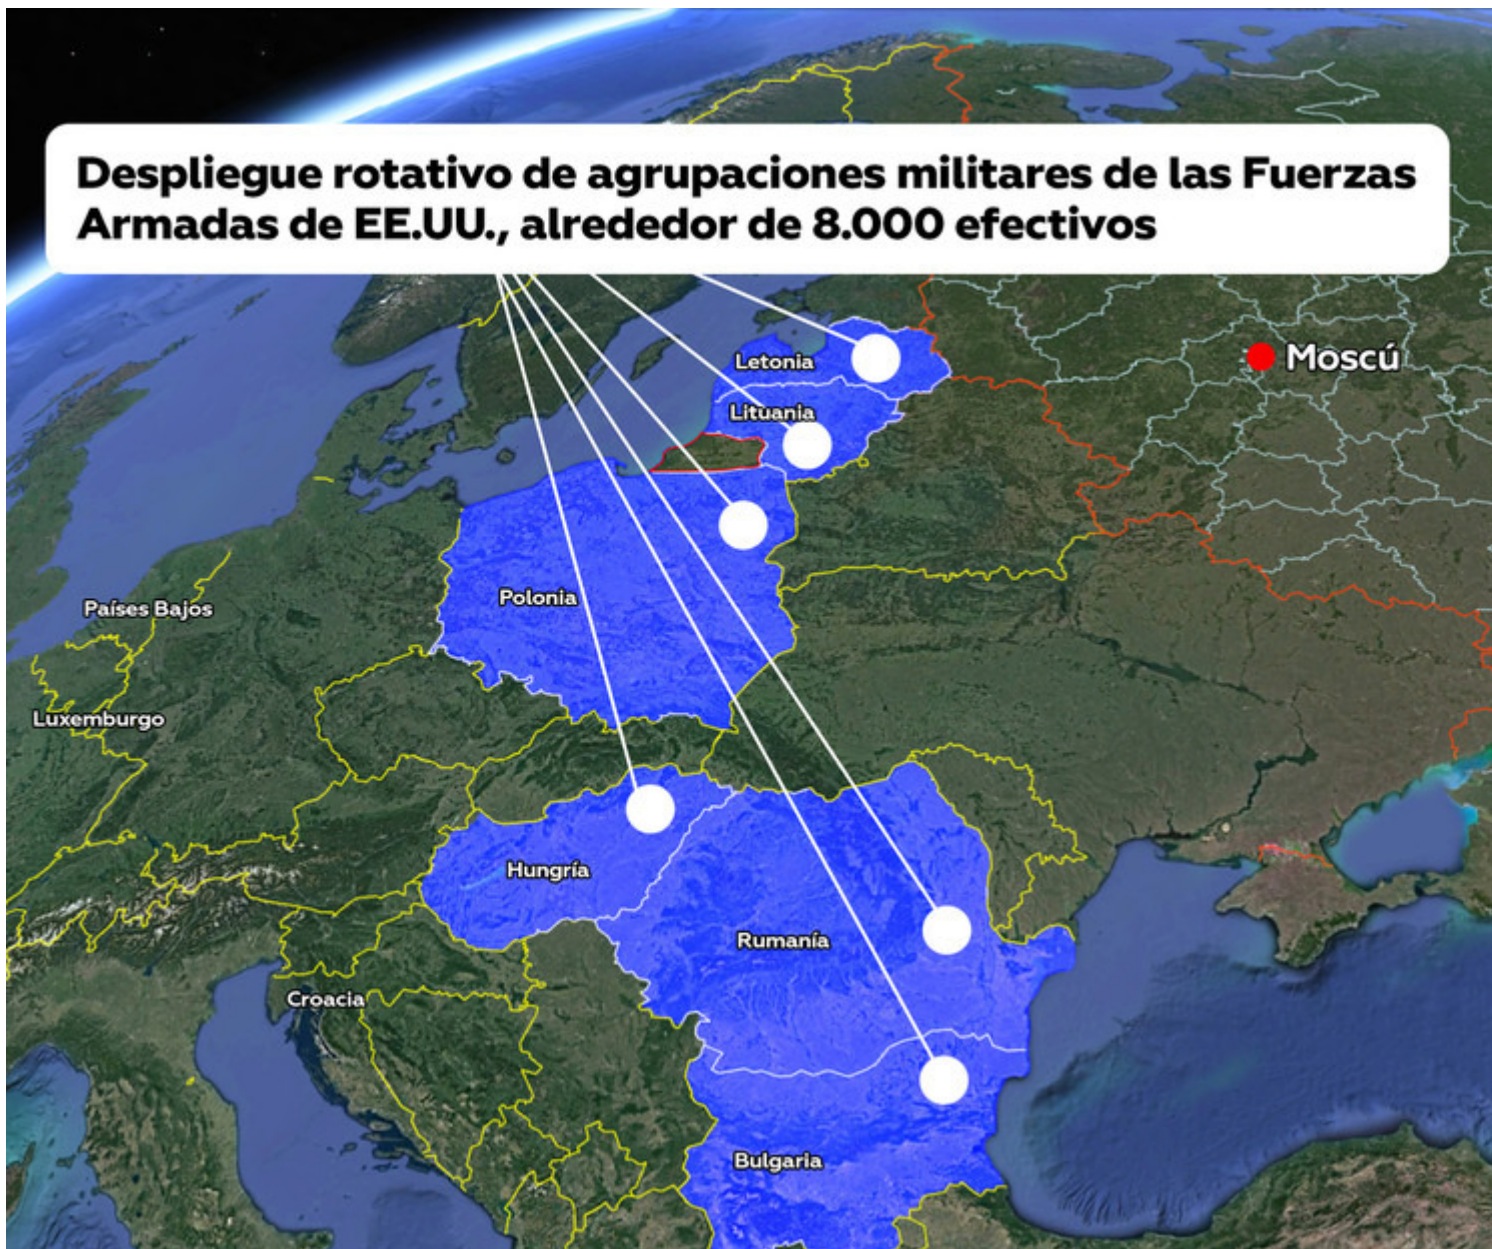 Despliegue rotativo de agrupaciones militares de las Fuerzas
Armadas de EE.UU., alrededor de 8.000 efectivos
Letonia
Moscú
Lituania
Polonia
Países Bajos
Luxemburgo
Hungría
Rumanía
Croacia
Bulgaria